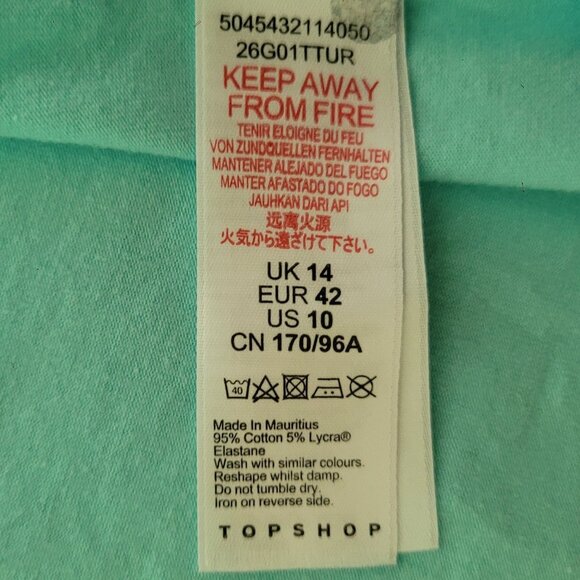 5045432114050
26G01TTUR
KEEP AWAY
FROM FIRE
TENIR ELOIGNE DU FEU
VON ZUNDQUELLEN FERNHALTEN
MANTENER ALEJADO DEL FUEGO
MANTER AFASTADO DO FOGO
JAUHKAN DARI API
远离火源
火気から遠ざけて下さい。
UK 14
EUR 42
US 10
CN 170/96A
40
Made In Mauritius
95% Cotton 5% Lycra®
Elastane
Wash with similar colours.
Reshape whilst damp.
Do not tumble dry.
Iron on reverse side.
TOPSHOP